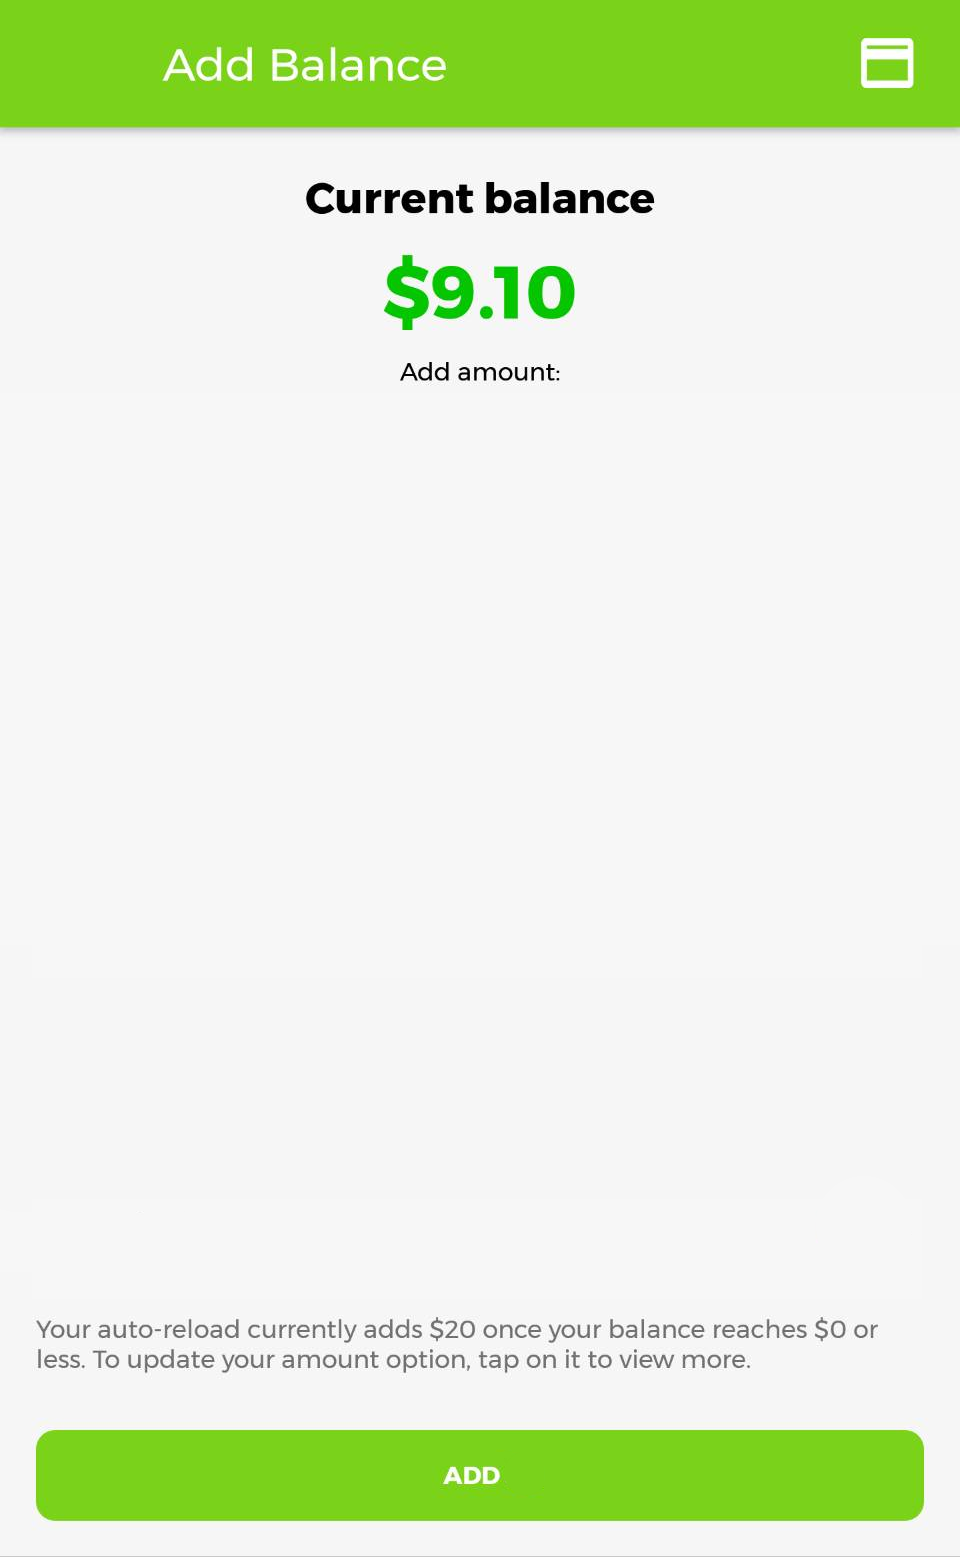 Add Balance
Current balance
$9.10
Add amount:
Your auto-reload currently adds $20 once your balance reaches $0 or
less. To update your amount option, tap on it to view more.
ADD